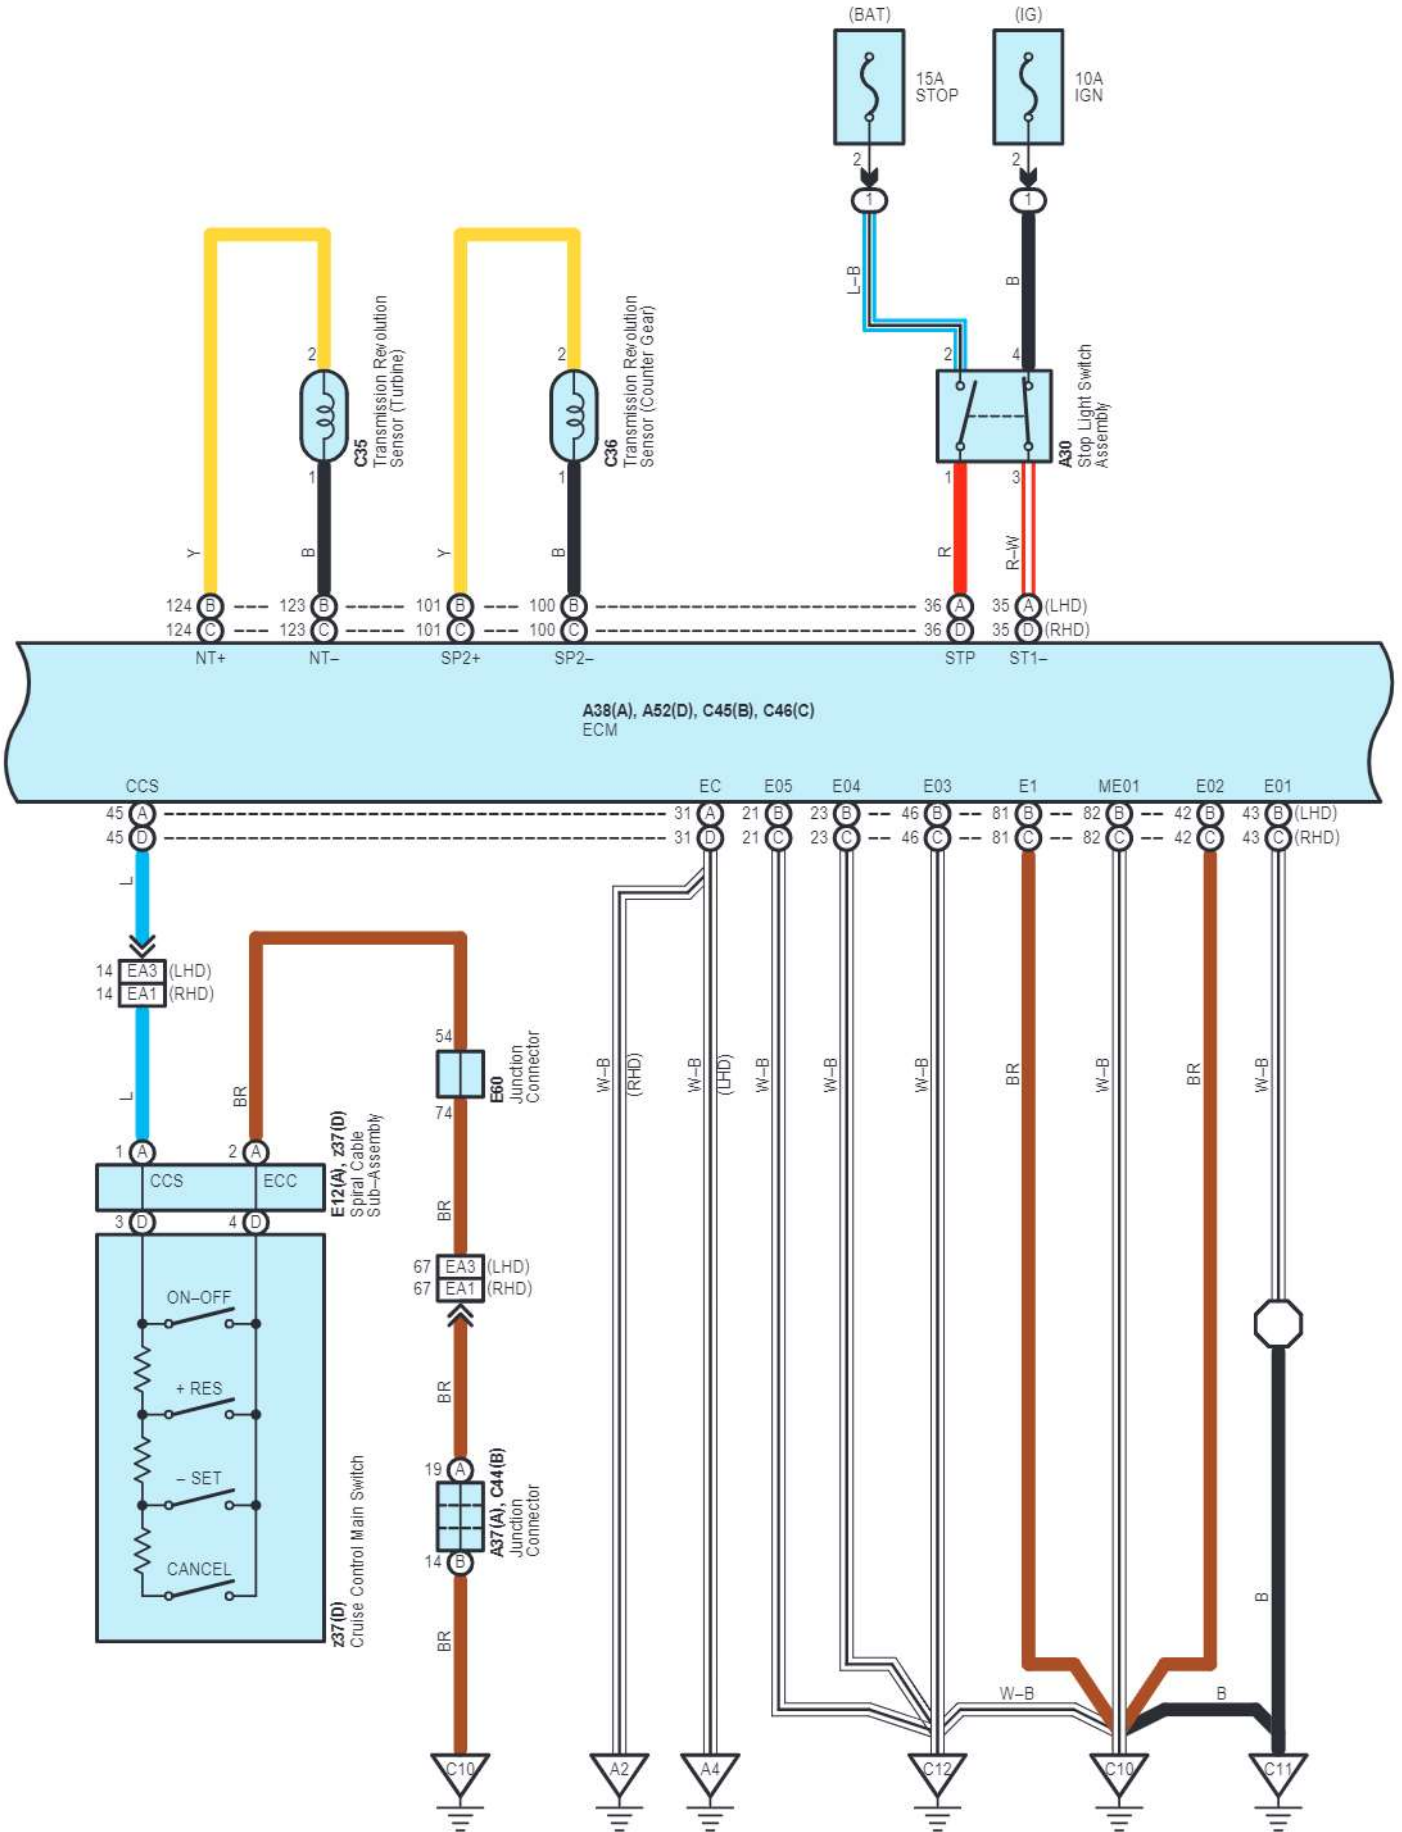 (BAT)
(IG)
15A
STOP
10A
IGN
2
2
1
1
L–B
B
2
4
A30
Stop Light Switch
Assembly
1
3
R
R–W
2
C35
Transmission Revolution
Sensor (Turbine)
1
2
C36
Transmission Revolution
Sensor (Counter Gear)
1
Y
B
Y
B
124 B
123 B
101 B
100 B
36 A
35 A (LHD)
124 C
123 C
101 C
100 C
36 D
35 D (RHD)
NT+
NT–
SP2+
SP2–
STP
ST1–
A38(A), A52(D), C45(B), C46(C)
ECM
CCS
EC
E05
E04
E03
E1
ME01
E02
E01
45 A
31 A
21 B
23 B
46 B
81 B
82 B
42 B
43 B (LHD)
45 D
31 D
21 C
23 C
46 C
81 C
82 C
42 C
43 C (RHD)
L
14 EA3 (LHD)
14 EA1 (RHD)
L
BR
54
E60
Junction
Connector
74
W–B
(RHD)
W–B
(LHD)
W–B
W–B
W–B
BR
W–B
BR
W–B
1 A
2 A
CCS
ECC
E12(A), z37(D)
Spiral Cable
Sub–Assembly
3 D
4 D
BR
67 EA3 (LHD)
67 EA1 (RHD)
ON–OFF
+ RES
– SET
CANCEL
z37(D)
Cruise Control Main Switch
BR
19 A
A37(A), C44(B)
Junction
Connector
14 B
BR
B
W–B
B
C10
A2
A4
C12
C10
C11